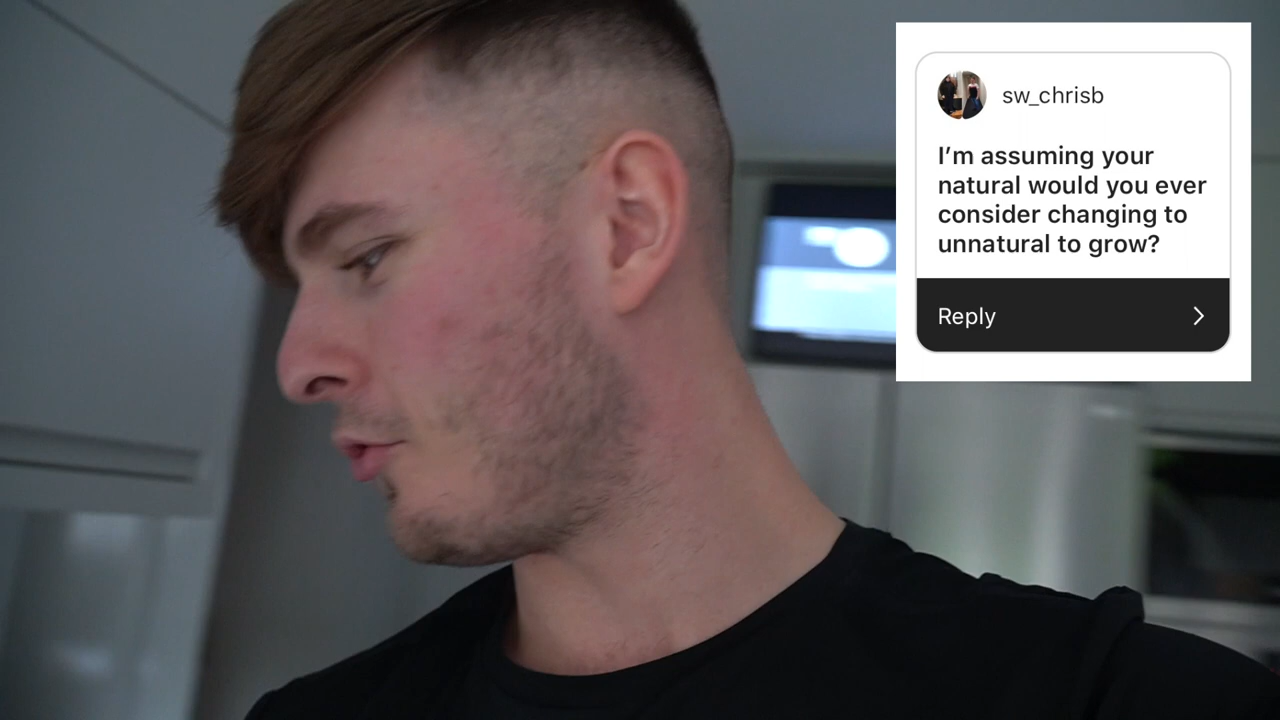 sw_chrisb
I’m assuming your
natural would you ever
consider changing to
unnatural to grow?
Reply